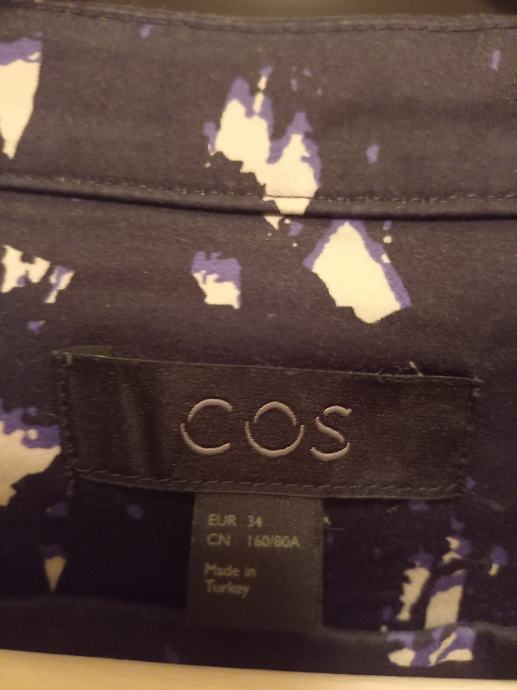 COS
EUR 34
CN 160/80A
Made in
Turkey